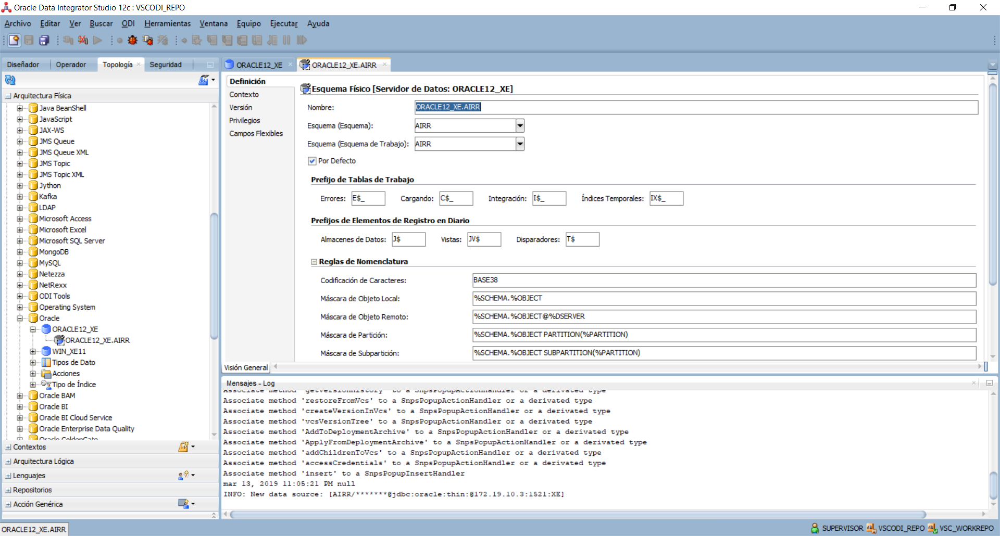 Oracle Data Integrator Studio 12c : VSCODI_REPO
Archivo Editar Ver Buscar ODI Herramientas Ventana Equipo Ejecutar Ayuda
Diseñador Operador Topología Seguridad
ORACLE12_XE ORACLE12_XE.AIRR
Arquitectura Física
Java BeanShell
JavaScript
JAX-WS
JMS Queue
JMS Queue XML
JMS Topic
JMS Topic XML
Jython
Kafka
LDAP
Microsoft Access
Microsoft Excel
Microsoft SQL Server
MongoDB
MySQL
Netezza
NetRexx
ODI Tools
Operating System
Oracle
ORACLE12_XE
ORACLE12_XE.AIRR
WIN_XE11
Tipos de Dato
Acciones
Tipo de Índice
Oracle BAM
Oracle BI
Oracle BI Cloud Service
Oracle Enterprise Data Quality
Oracle GoldenGate
Contextos
Arquitectura Lógica
Lenguajes
Repositorios
Acción Genérica
Definición
Contexto
Versión
Privilegios
Campos Flexibles
Esquema Físico [Servidor de Datos: ORACLE12_XE]
Nombre: ORACLE12_XE.AIRR
Esquema (Esquema): AIRR
Esquema (Esquema de Trabajo): AIRR
Por Defecto
Prefijo de Tablas de Trabajo
Errores: E$_ Cargando: C$_ Integración: I$_ Índices Temporales: IX$_
Prefijos de Elementos de Registro en Diario
Almacenes de Datos: J$ Vistas: JV$ Disparadores: T$
Reglas de Nomenclatura
Codificación de Caracteres: BASE38
Máscara de Objeto Local: %SCHEMA.%OBJECT
Máscara de Objeto Remoto: %SCHEMA.%OBJECT@%DSERVER
Máscara de Partición: %SCHEMA.%OBJECT PARTITION(%PARTITION)
Máscara de Subpartición: %SCHEMA.%OBJECT SUBPARTITION(%PARTITION)
Visión General
Mensajes - Log
Associate method 'getVersionHistory' to a SnpsPopupActionHandler or a derivated type
Associate method 'restoreFromVcs' to a SnpsPopupActionHandler or a derivated type
Associate method 'createVersionInVcs' to a SnpsPopupActionHandler or a derivated type
Associate method 'vcsVersionTree' to a SnpsPopupActionHandler or a derivated type
Associate method 'AddToDeploymentArchive' to a SnpsPopupActionHandler or a derivated type
Associate method 'ApplyFromDeploymentArchive' to a SnpsPopupActionHandler or a derivated type
Associate method 'addChildrenToVcs' to a SnpsPopupActionHandler or a derivated type
Associate method 'accessCredentials' to a SnpsPopupActionHandler or a derivated type
Associate method 'insert' to a SnpsPopupInsertHandler
mar 13, 2019 11:05:21 PM null
INFO: New data source: [AIRR/*******@jdbc:oracle:thin:@172.19.10.3:1521:XE]
ORACLE12_XE.AIRR
SUPERVISOR VSCODI_REPO VSC_WORKREPO